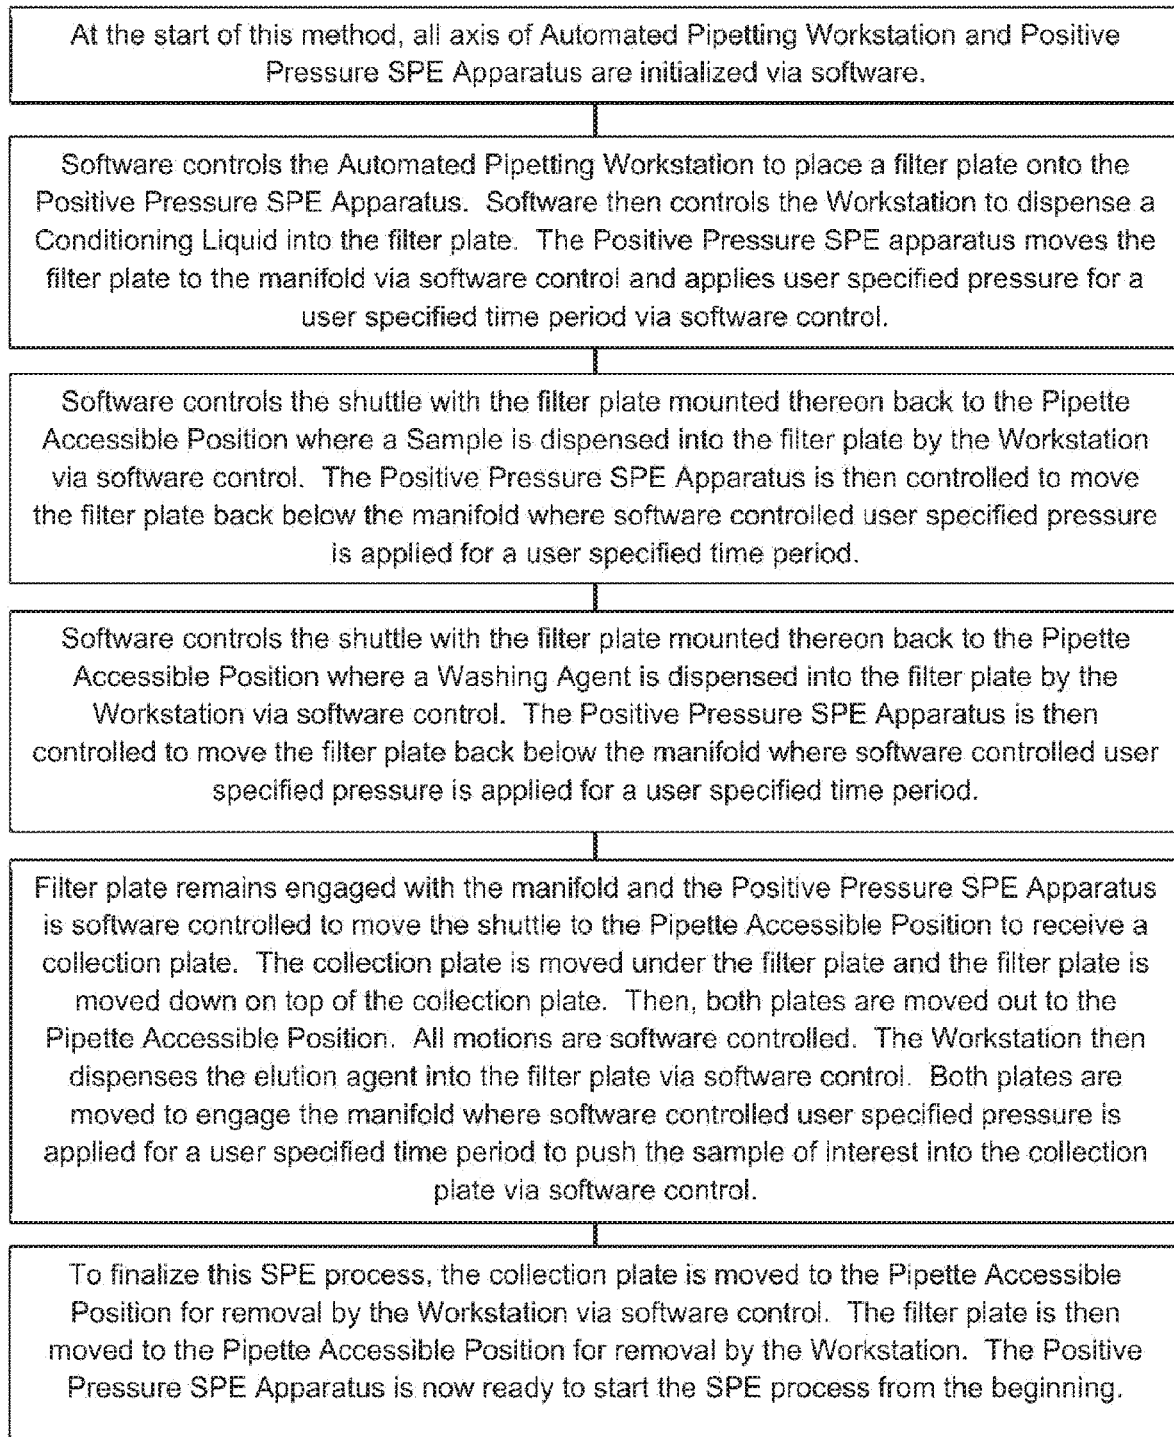 At the start of this method, all axis of Automated Pipetting Workstation and Positive
Pressure SPE Apparatus are initialized via software.
Software controls the Automated Pipetting Workstation to place a filter plate onto the
Positive Pressure SPE Apparatus. Software then controls the Workstation to dispense a
Conditioning Liquid into the filter plate. The Positive Pressure SPE apparatus moves the
filter plate to the manifold via software control and applies user specified pressure for a
user specified time period via software control.
Software controls the shuttle with the filter plate mounted thereon back to the Pipette
Accessible Position where a Sample is dispensed into the filter plate by the Workstation
via software control. The Positive Pressure SPE Apparatus is then controlled to move
the filter plate back below the manifold where software controlled user specified pressure
is applied for a user specified time period.
Software controls the shuttle with the filter plate mounted thereon back to the Pipette
Accessible Position where a Washing Agent is dispensed into the filter plate by the
Workstation via software control. The Positive Pressure SPE Apparatus is then
controlled to move the filter plate back below the manifold where software controlled user
specified pressure is applied for a user specified time period.
Filter plate remains engaged with the manifold and the Positive Pressure SPE Apparatus
is software controlled to move the shuttle to the Pipette Accessible Position to receive a
collection plate. The collection plate is moved under the filter plate and the filter plate is
moved down on top of the collection plate. Then, both plates are moved out to the
Pipette Accessible Position. All motions are software controlled. The Workstation then
dispenses the elution agent into the filter plate via software control. Both plates are
moved to engage the manifold where software controlled user specified pressure is
applied for a user specified time period to push the sample of interest into the collection
plate via software control.
To finalize this SPE process, the collection plate is moved to the Pipette Accessible
Position for removal by the Workstation via software control. The filter plate is then
moved to the Pipette Accessible Position for removal by the Workstation. The Positive
Pressure SPE Apparatus is now ready to start the SPE process from the beginning.